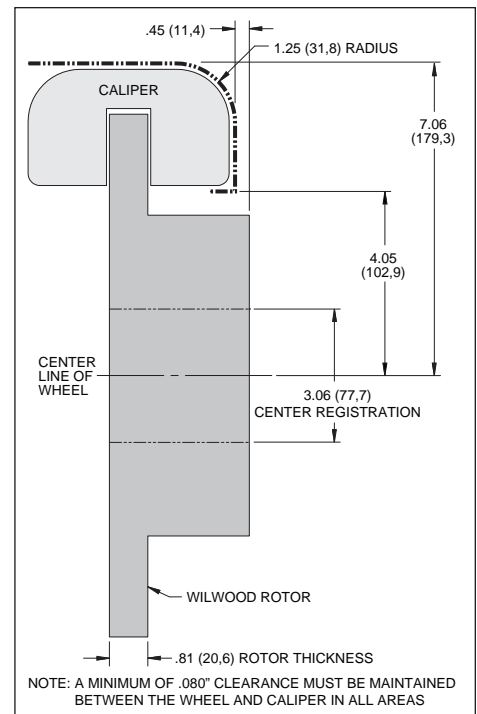 .45 (11,4)
1.25 (31,8) RADIUS
CALIPER
7.06
(179,3)
4.05
(102,9)
CENTER
LINE OF
WHEEL
3.06 (77,7)
CENTER REGISTRATION
WILWOOD ROTOR
.81 (20,6) ROTOR THICKNESS
NOTE: A MINIMUM OF .080" CLEARANCE MUST BE MAINTAINED
BETWEEN THE WHEEL AND CALIPER IN ALL AREAS